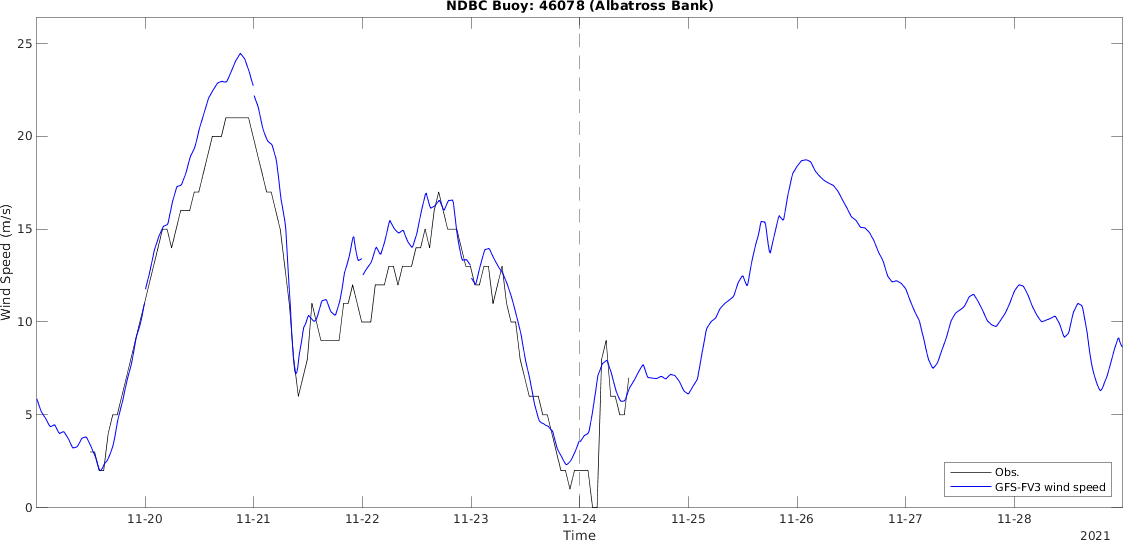 NDBC Buoy: 46078 (Albatross Bank)
Wind Speed (m/s)
25
20
15
10
5
0
11-20 11-21 11-22 11-23 11-24 11-25 11-26 11-27 11-28
Time
2021
Obs.
GFS-FV3 wind speed